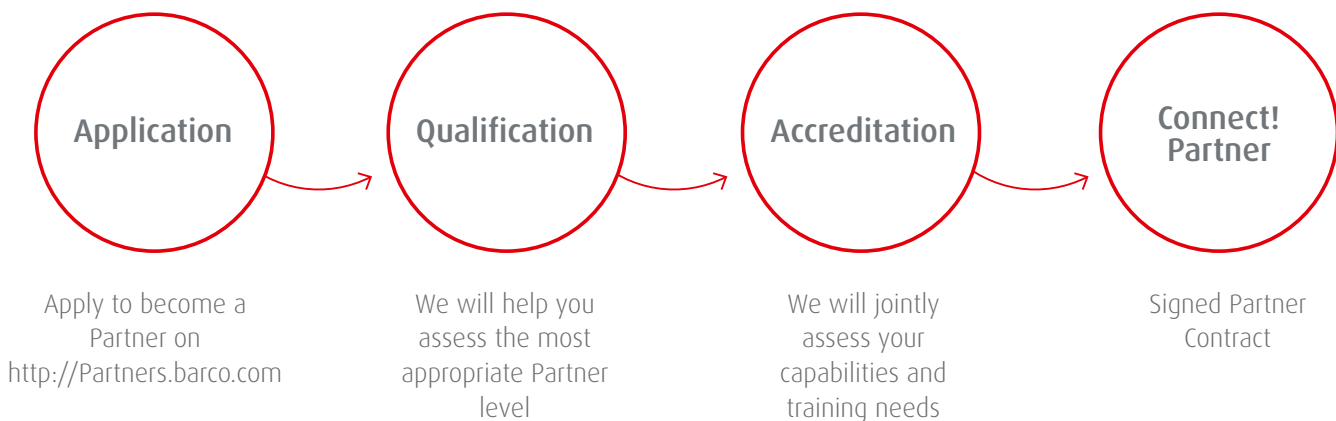 Application
Qualification
Accreditation
Connect!
Partner
Apply to become a
Partner on
http://Partners.barco.com
We will help you
assess the most
appropriate Partner
level
We will jointly
assess your
capabilities and
training needs
Signed Partner
Contract